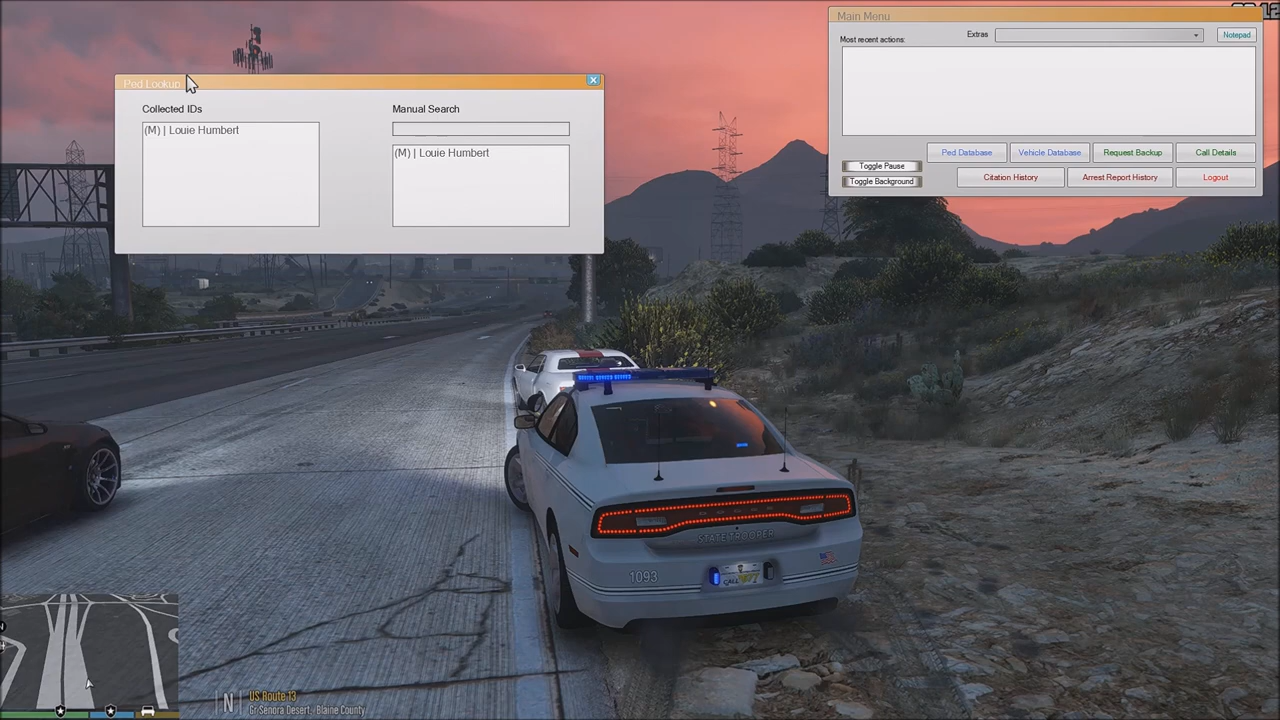 Ped Lookup
Collected IDs
(M) | Louie Humbert
Manual Search
(M) | Louie Humbert
Main Menu
Most recent actions:
Extras
Notepad
Ped Database
Vehicle Database
Request Backup
Call Details
Toggle Pause
Toggle Background
Citation History
Arrest Report History
Logout
STATE TROOPER
1093
N
US Route 13
Gr Senora Desert, Blaine County